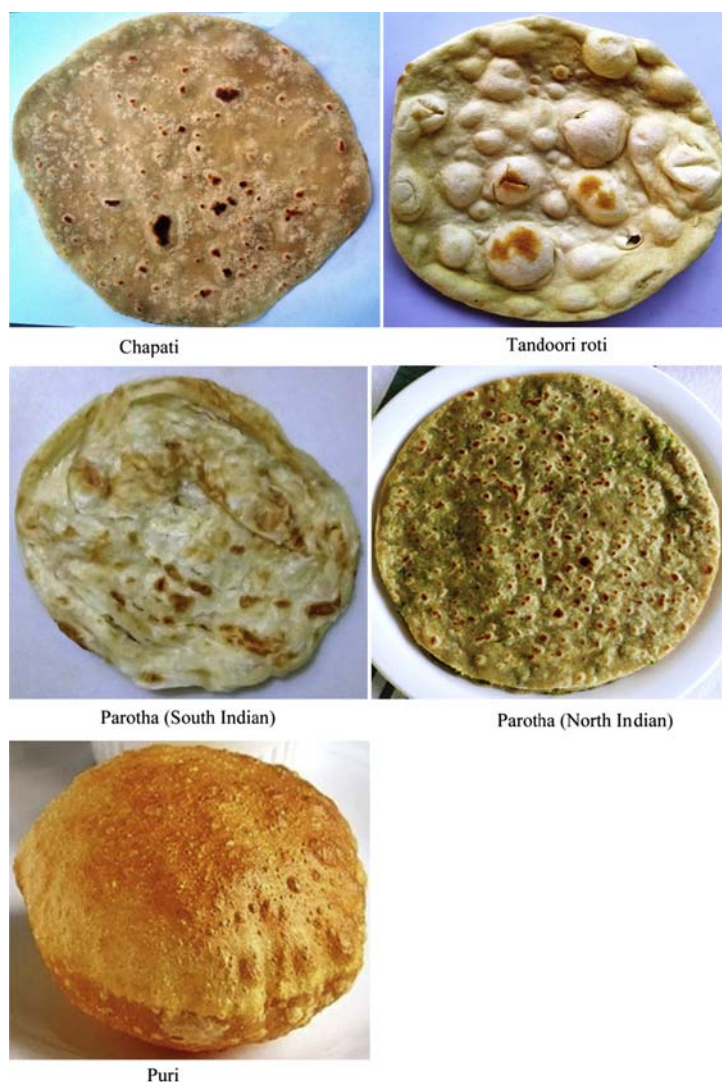 Chapati
Tandoori roti
Parotha (South Indian)
Parotha (North Indian)
Puri